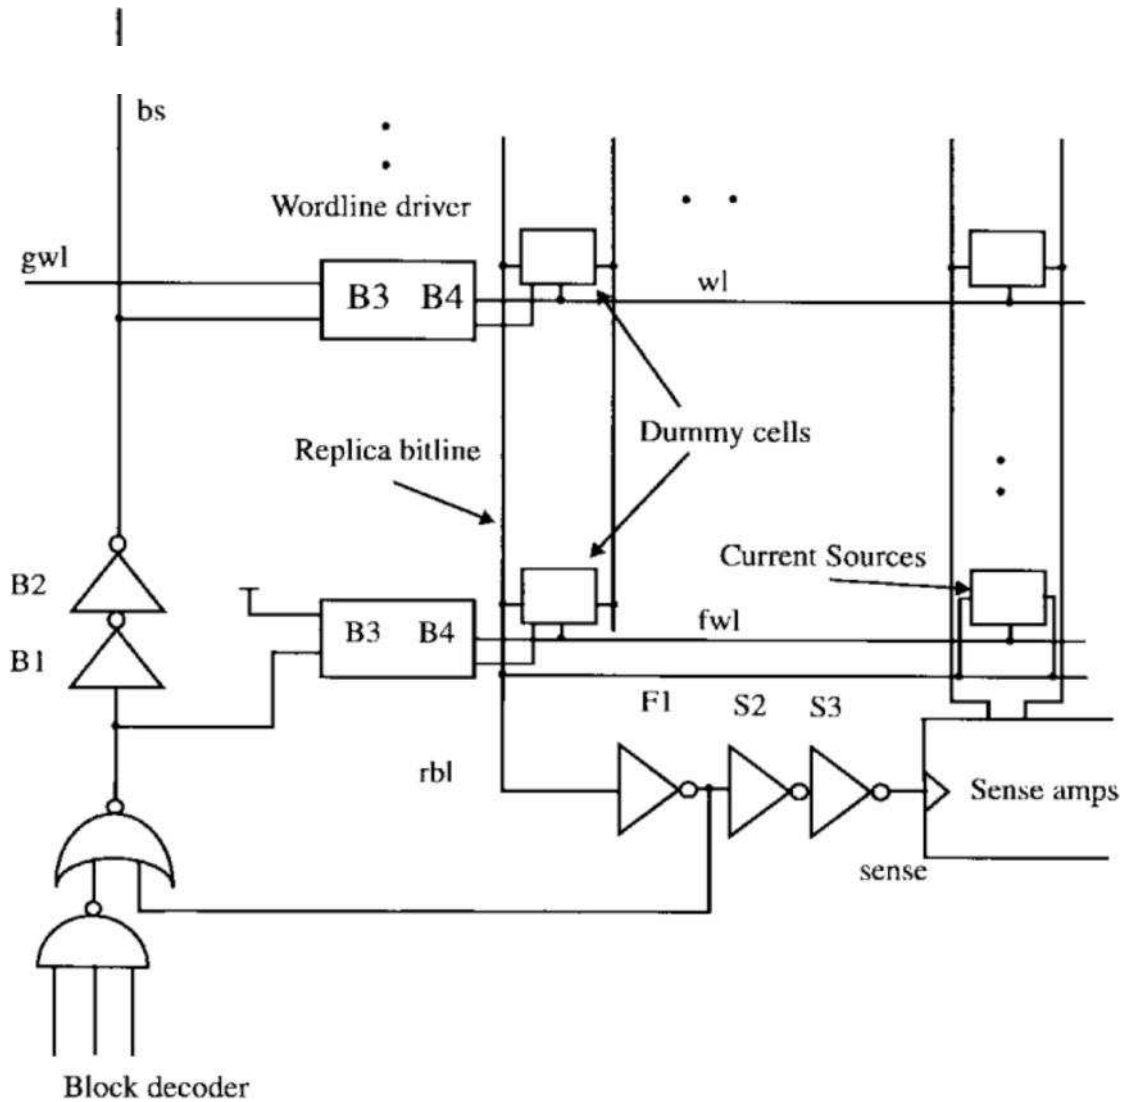 bs
Wordline driver
gwl
B3 B4
wl
Dummy cells
Replica bitline
Current Sources
B2
B3 B4
fwl
B1
F1 S2 S3
rbl
Sense amps
sense
Block decoder